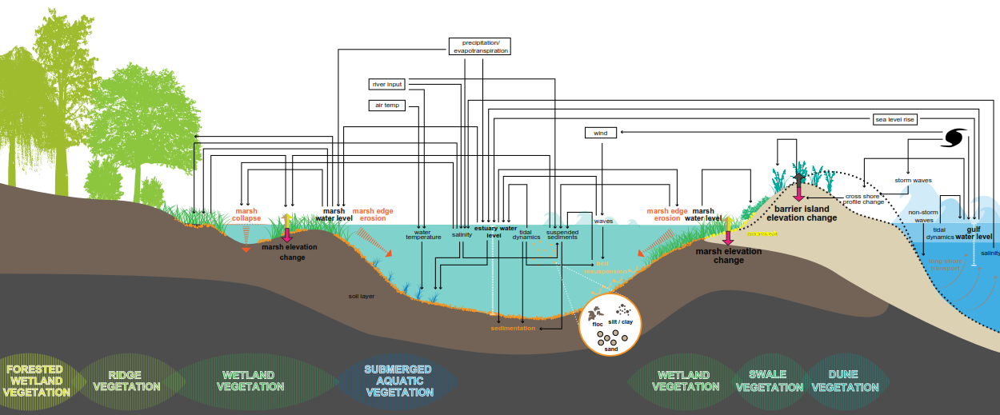 precipitation/
evapotranspiration
river input
air temp
sea level rise
wind
storm waves
cross shore
profile change
marsh
collapse
marsh
water level
marsh edge
erosion
marsh edge
erosion
marsh
water level
barrier island
elevation change
non-storm
waves
waves
water
temperature
salinity
estuary water
level
tidal
dynamics
suspended
sediments
tidal
dynamics
gulf
water level
salinity
marsh elevation
change
marsh elevation
change
bed
resuspension
long shore
transport
soil layer
sedimentation
floc
silt / clay
sand
FORESTED
WETLAND
VEGETATION
RIDGE
VEGETATION
WETLAND
VEGETATION
SUBMERGED
AQUATIC
VEGETATION
WETLAND
VEGETATION
SWALE
VEGETATION
DUNE
VEGETATION